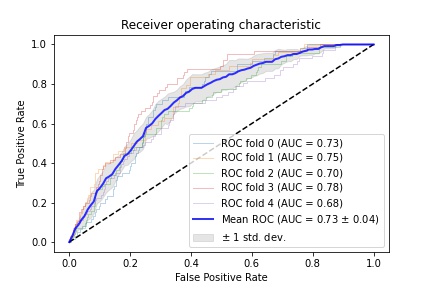 Receiver operating characteristic
True Positive Rate
1.0
0.8
0.6
0.4
0.2
0.0
ROC fold 0 (AUC = 0.73)
ROC fold 1 (AUC = 0.75)
ROC fold 2 (AUC = 0.70)
ROC fold 3 (AUC = 0.78)
ROC fold 4 (AUC = 0.68)
Mean ROC (AUC = 0.73 ± 0.04)
± 1 std. dev.
0.0 0.2 0.4 0.6 0.8 1.0
False Positive Rate